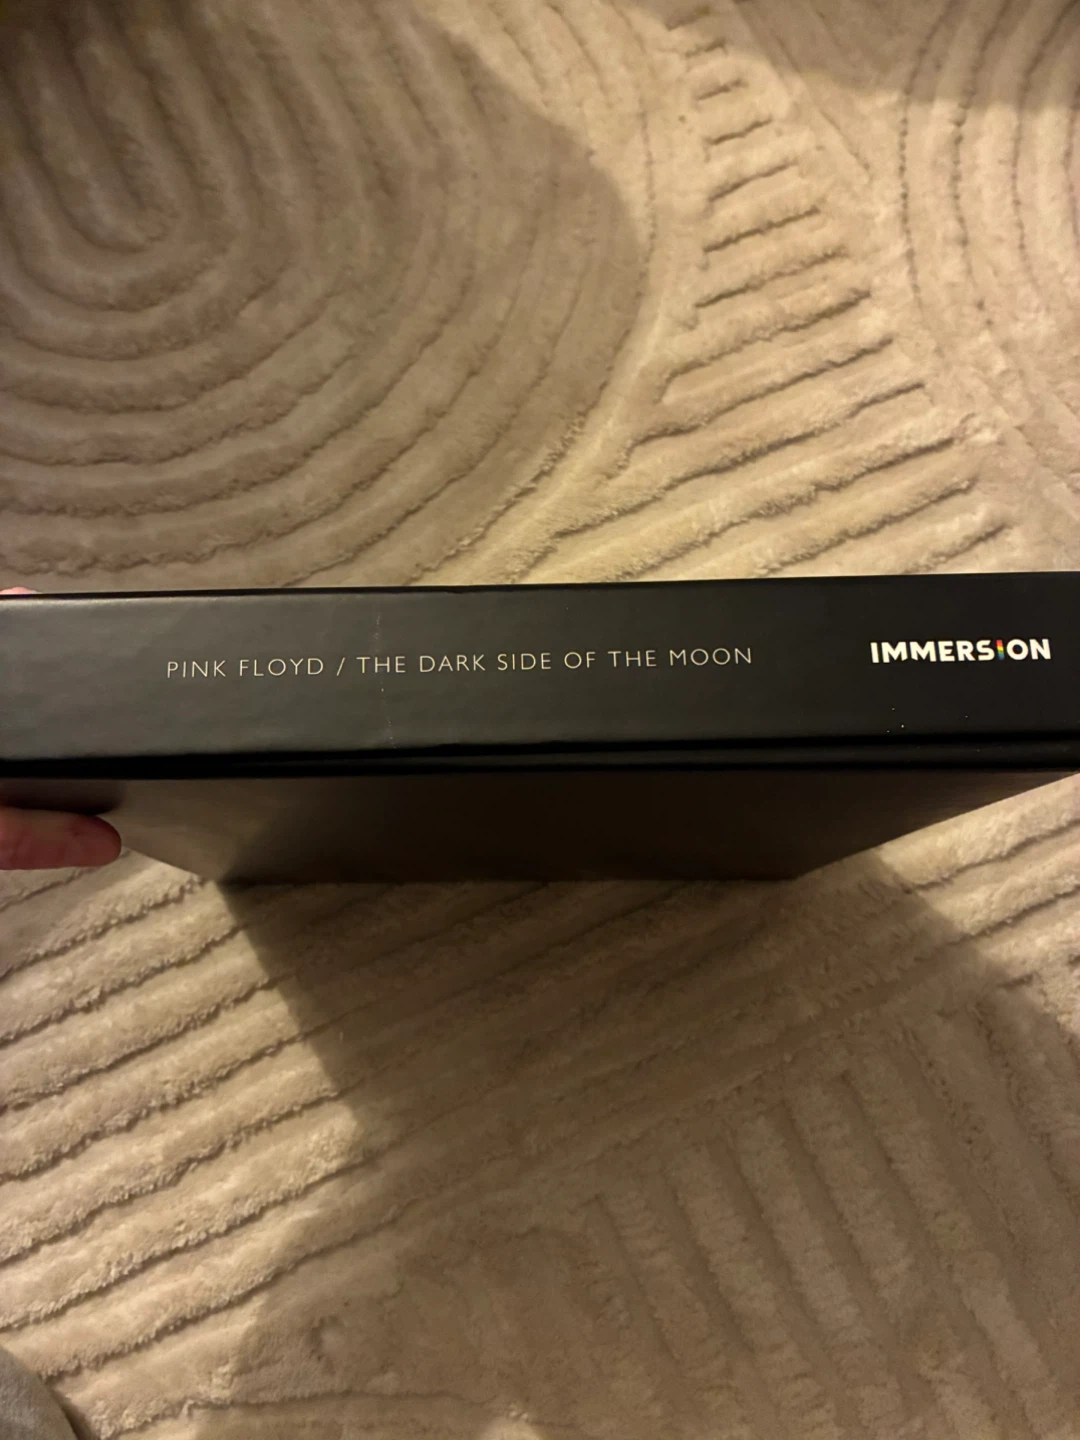 PINK FLOYD / THE DARK SIDE OF THE MOON
IMMERSION